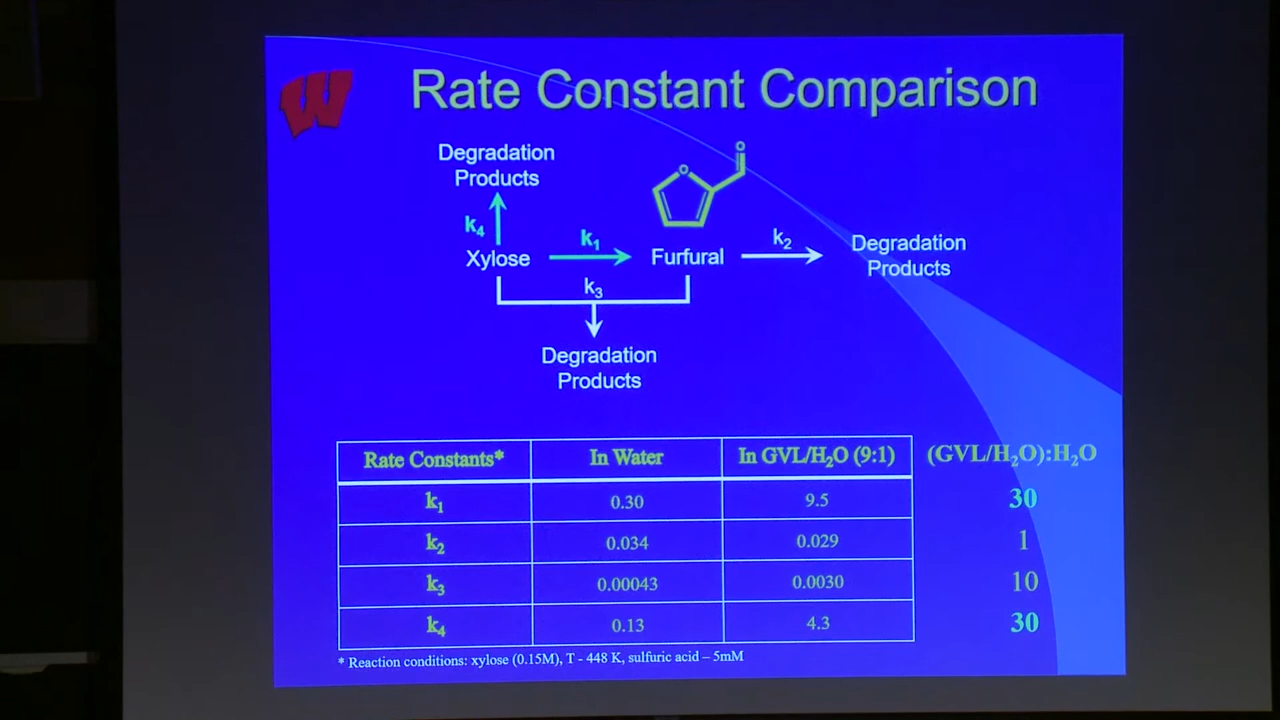 W
Rate Constant Comparison
Degradation
Products
O
O
k₄
k₁
k₂
Xylose
Furfural
Degradation
Products
k₃
Degradation
Products
Rate Constants* In Water In GVL/H₂O (9:1) (GVL/H₂O):H₂O
k₁ 0.30 9.5 30
k₂ 0.034 0.029 1
k₃ 0.00043 0.0030 10
k₄ 0.13 4.3 30
* Reaction conditions: xylose (0.15M), T - 448 K, sulfuric acid – 5mM